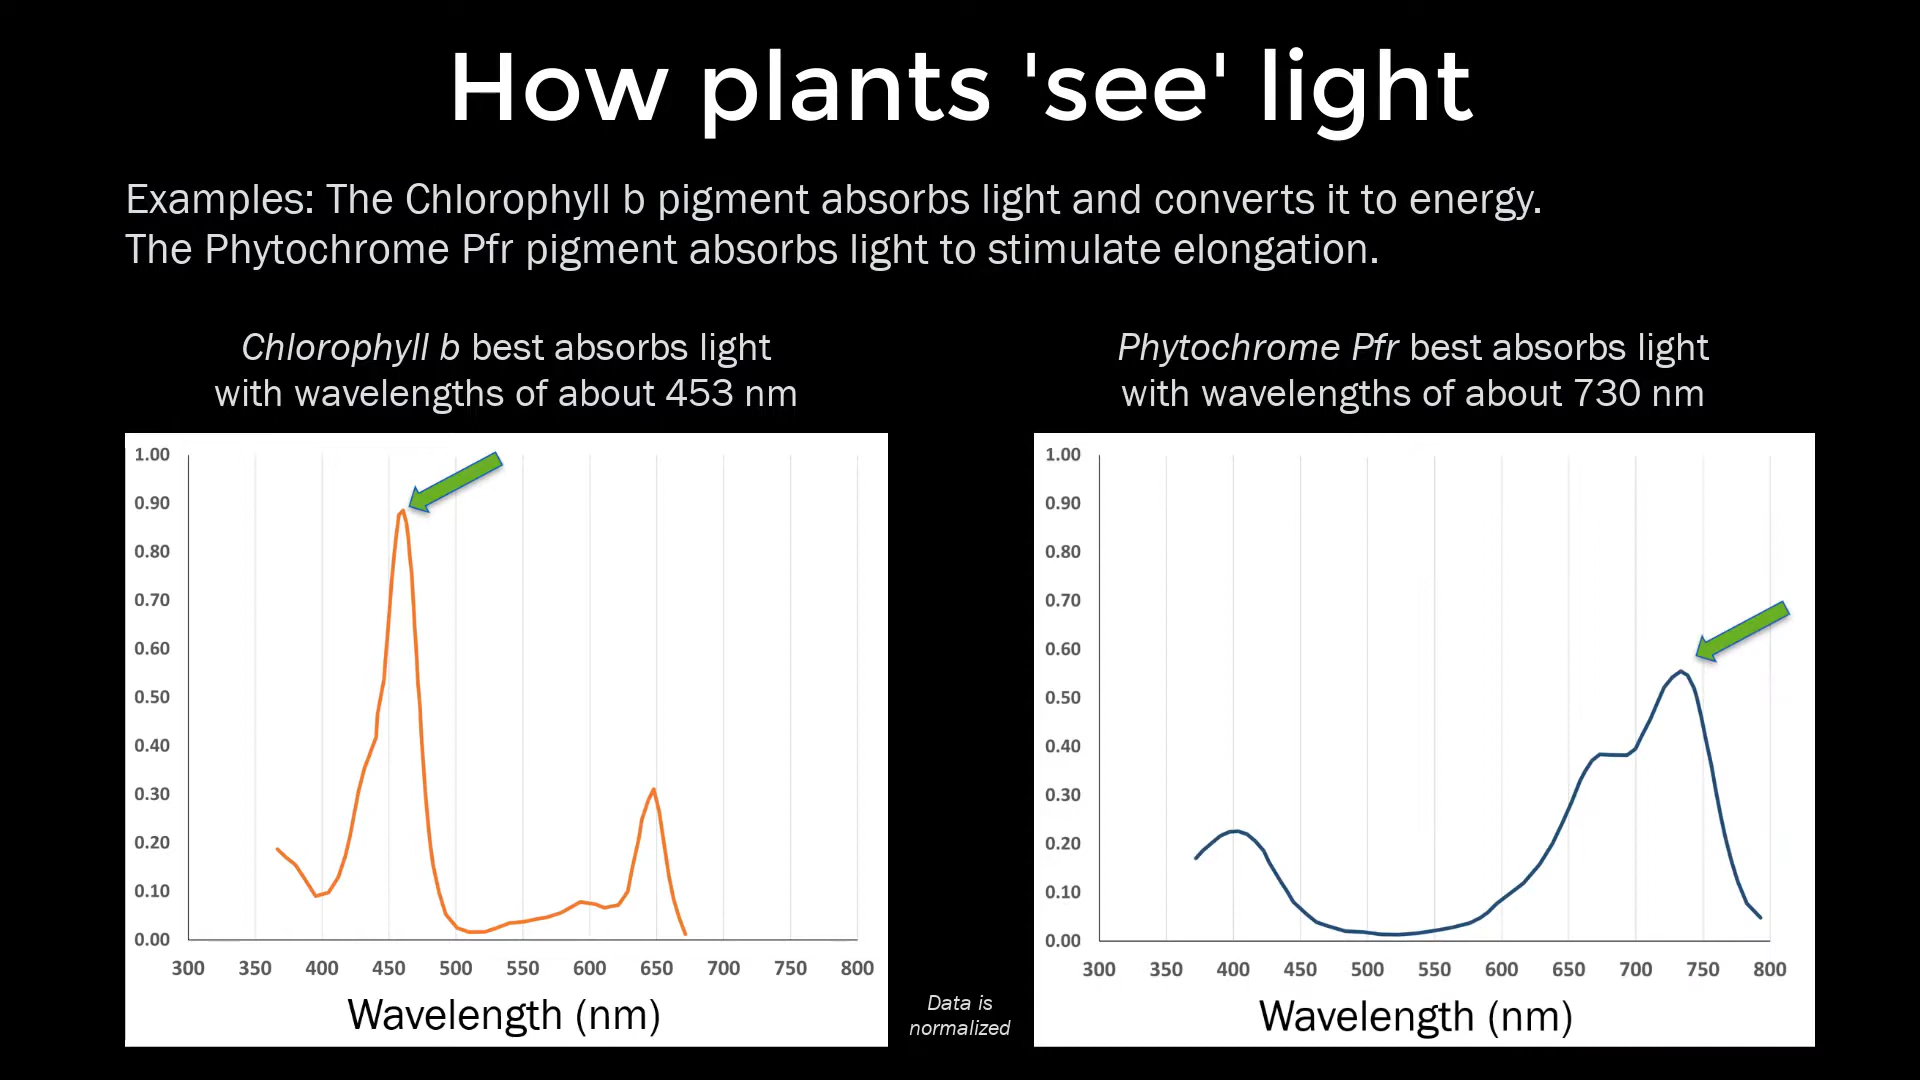 How plants 'see' light
Examples: The Chlorophyll b pigment absorbs light and converts it to energy.
The Phytochrome Pfr pigment absorbs light to stimulate elongation.
Chlorophyll b best absorbs light
with wavelengths of about 453 nm
1.00
0.90
0.80
0.70
0.60
0.50
0.40
0.30
0.20
0.10
0.00
300 350 400 450 500 550 600 650 700 750 800
Wavelength (nm)
Data is
normalized
Phytochrome Pfr best absorbs light
with wavelengths of about 730 nm
1.00
0.90
0.80
0.70
0.60
0.50
0.40
0.30
0.20
0.10
0.00
300 350 400 450 500 550 600 650 700 750 800
Wavelength (nm)